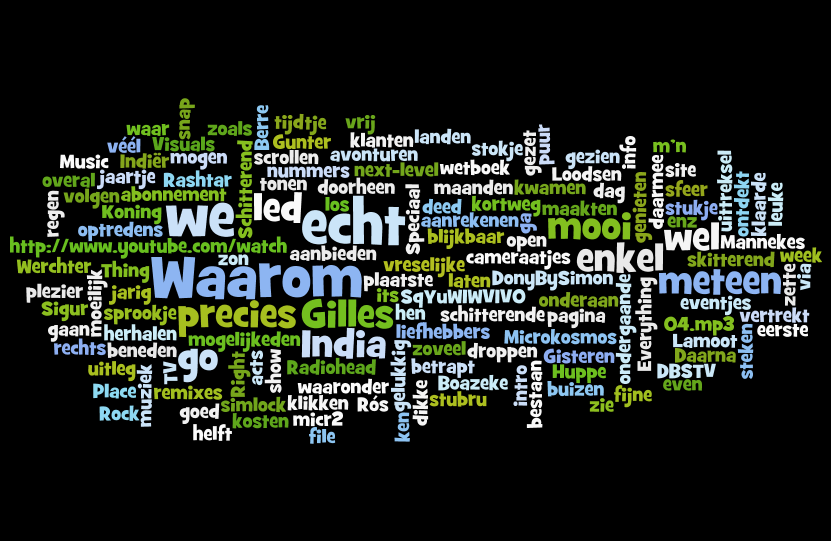 snap
waar
zoals
Berre
tijdtje
vrij
véél
Visuals
Gunter
klanten
landen
stokje
gezet
puur
info
m'n
Music
Indiër
mogen
Schitterend
scrollen
avonturen
gezien
daarmee
site
uittreksel
overal
jaartje
Rashtar
nummers
next-level
wetboek
Loodsen
genieten
sfeer
ontdekt
klaarde
leuke
regen
volgen
abonnement
tonen
doorheen
Speciaal
maanden
kwamen
dag
stukje
Koning
we
led
echt
los
deed
kortweg
maakten
enz
optredens
aanrekenen
ga
mooi
wel
Mannekes
http://www.youtube.com/watch
zon
aanbieden
blijkbaar
open
enkel
skitterend
week
Werchter
Thing
Waarom
vreselijke
cameraatjes
via
plezier
moeilijk
jarig
plaatste
laten
DonyBySimon
ondergaande
Everything
meteen
zette
Sigur
sprookje
precies
Gilles
its
SqYuWIWVIVO
onderaan
eventjes
gaan
herhalen
hen
schitterende
pagina
04.mp3
vertrekt
eerste
rechts
beneden
mogelijkeden
India
liefhebbers
Microkosmos
Lamoot
steken
uitleg
TV
go
Right
acts
show
Radiohead
kengelukkig
zoveel
droppen
Gisteren
Daarna
Place
muziek
remixes
waaronder
betrapt
Boazeke
intro
bestaan
Huppe
DBSTV
even
Rock
goed
simlock
klikken
Rós
dikke
stubru
buizen
zie
fijne
helft
kosten
micr2
file